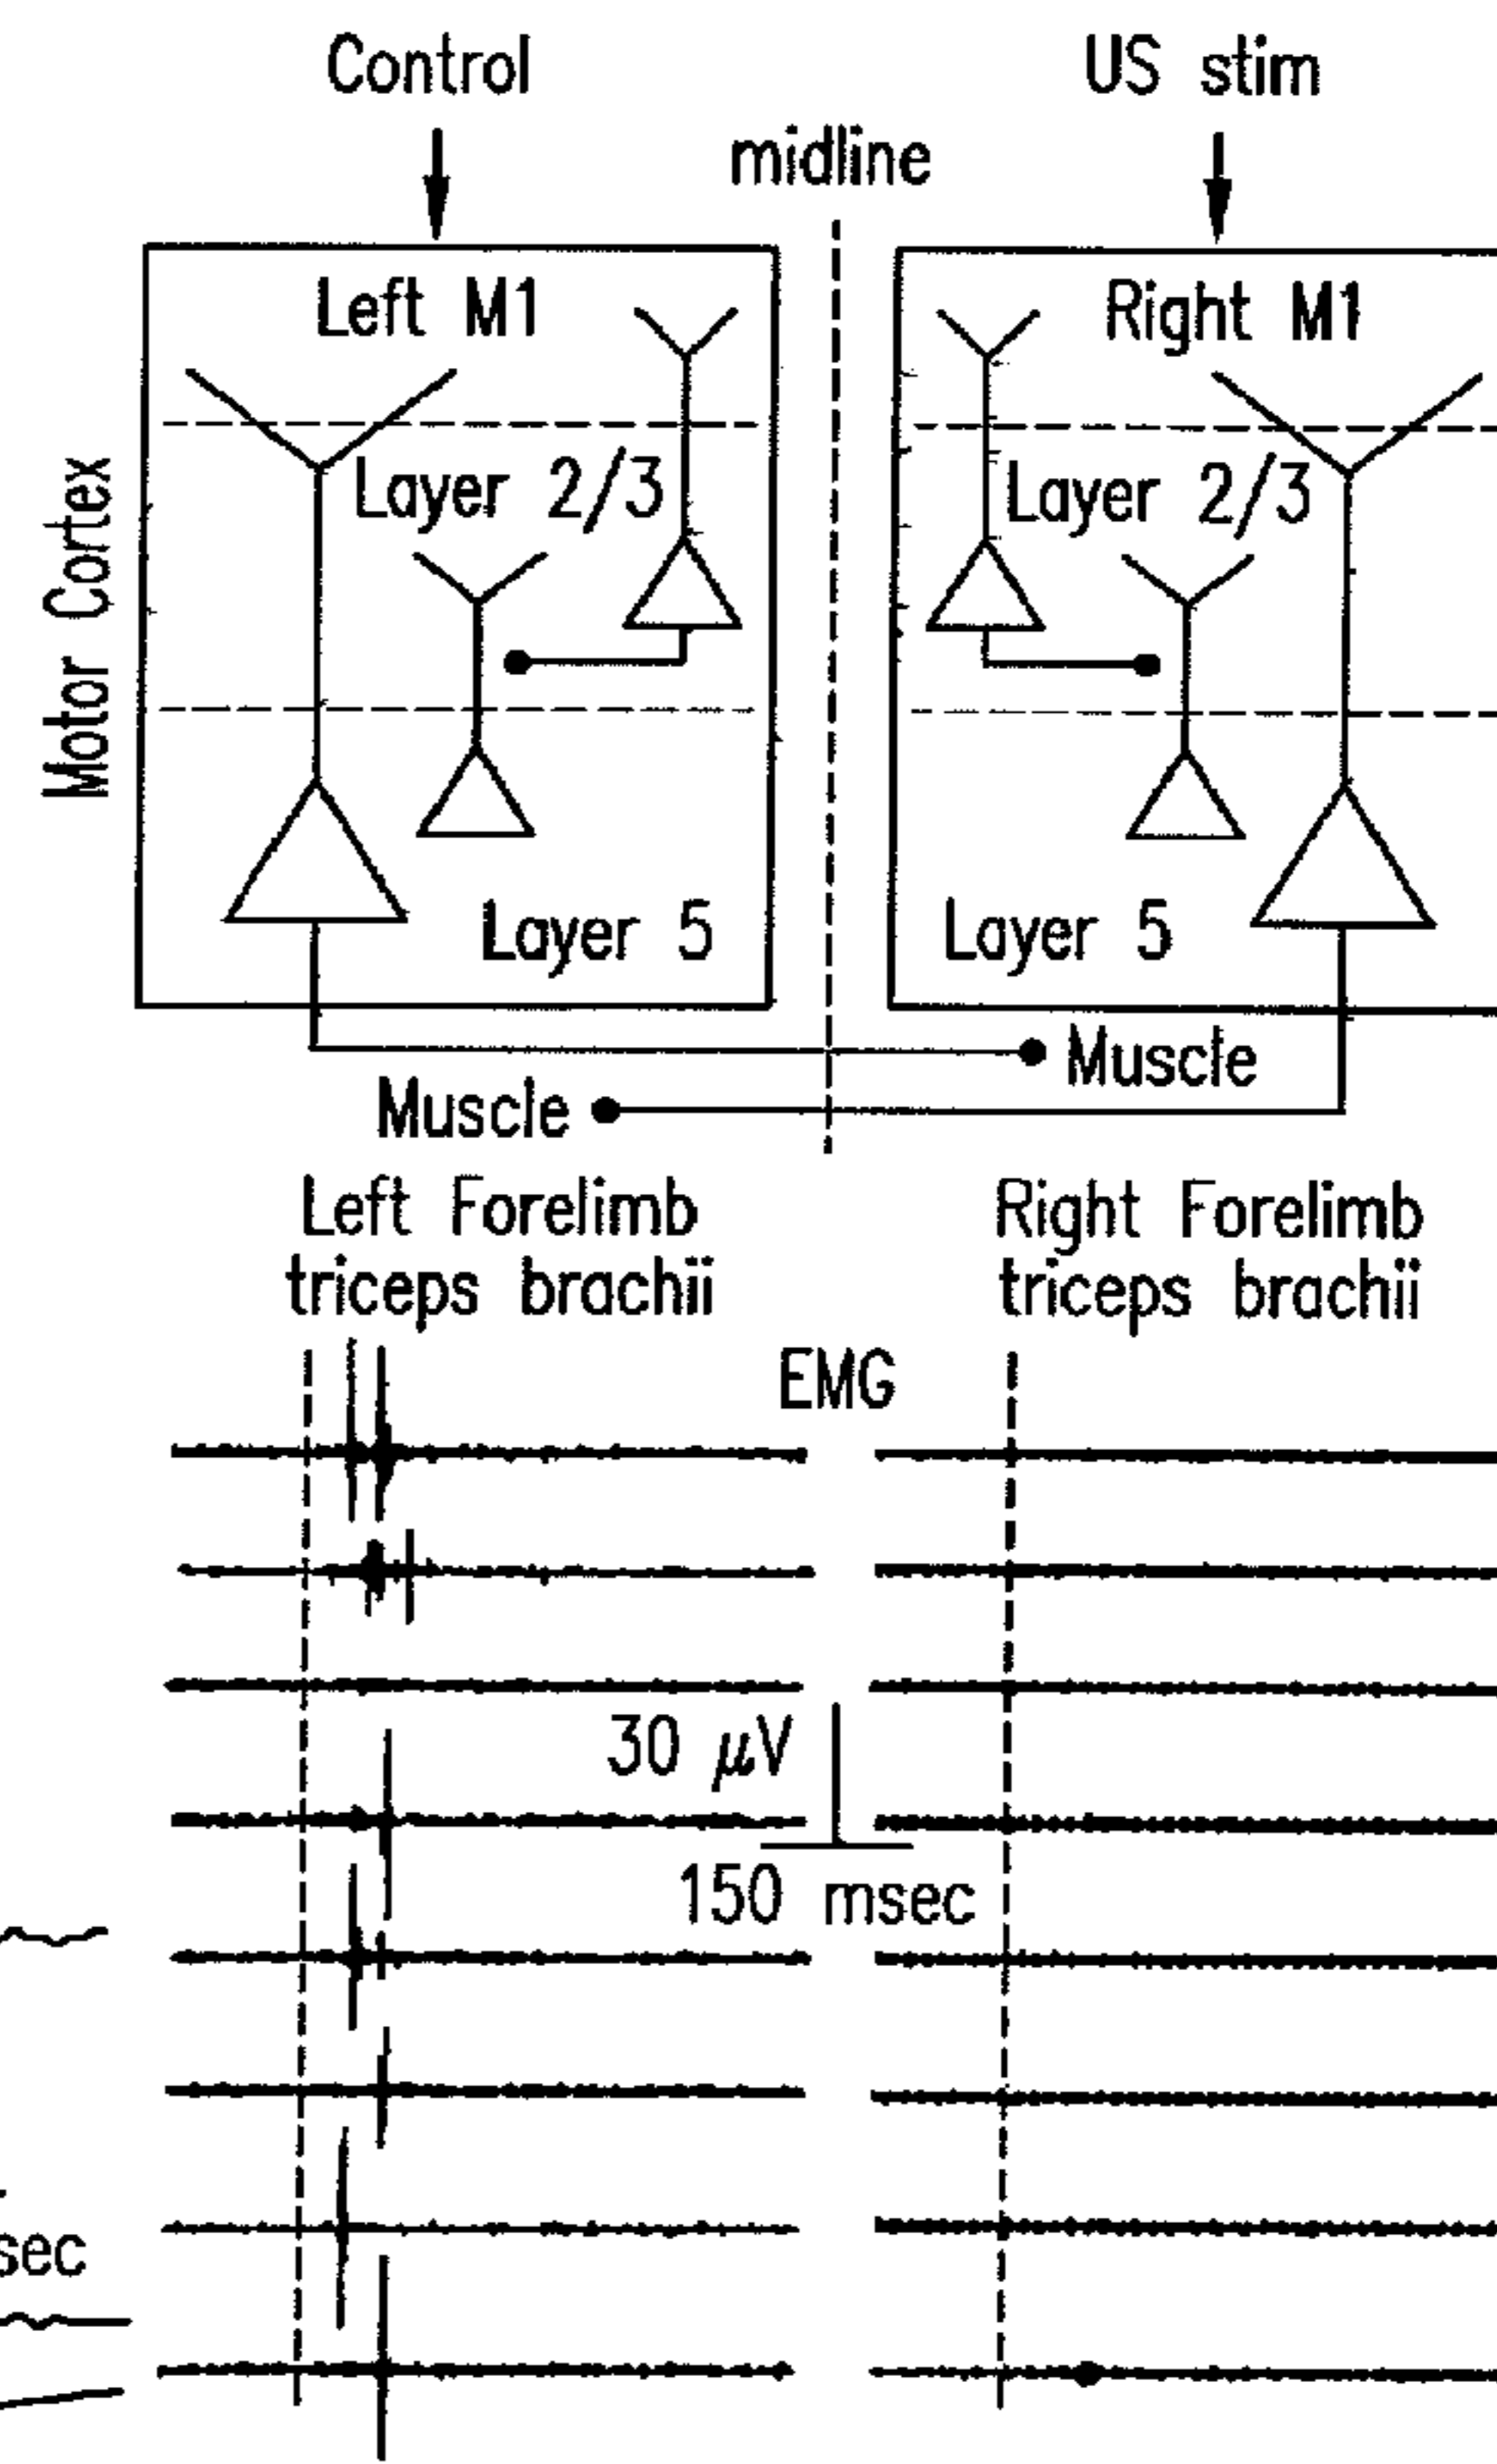 Control
US stim
midline
Left M1
Right M1
Motor Cortex
Layer 2/3
Layer 2/3
Layer 5
Layer 5
Muscle
Muscle
Left Forelimb
triceps brachii
Right Forelimb
triceps brachii
EMG
30 µV
150 msec
sec